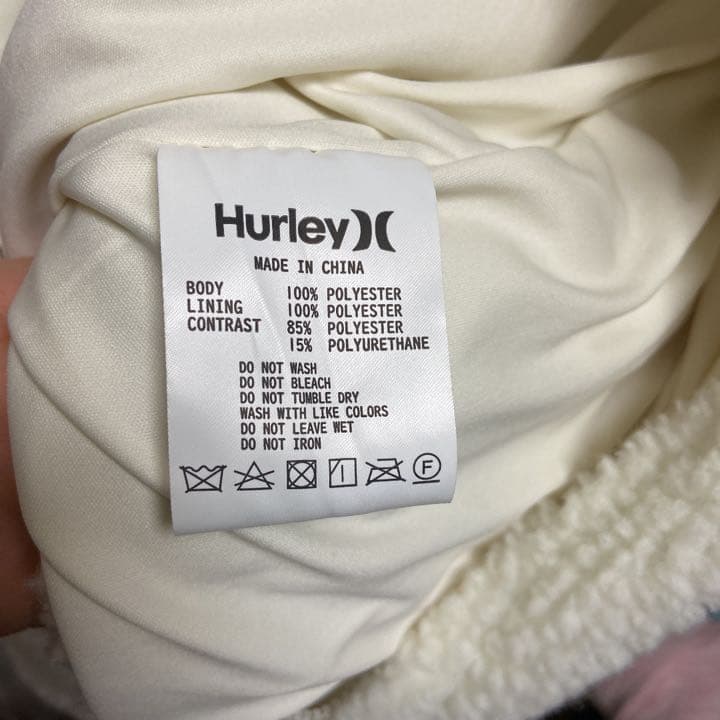 Hurley
MADE IN CHINA
BODY 100% POLYESTER
LINING 100% POLYESTER
CONTRAST 85% POLYESTER
15% POLYURETHANE
DO NOT WASH
DO NOT BLEACH
DO NOT TUMBLE DRY
WASH WITH LIKE COLORS
DO NOT LEAVE WET
DO NOT IRON
F